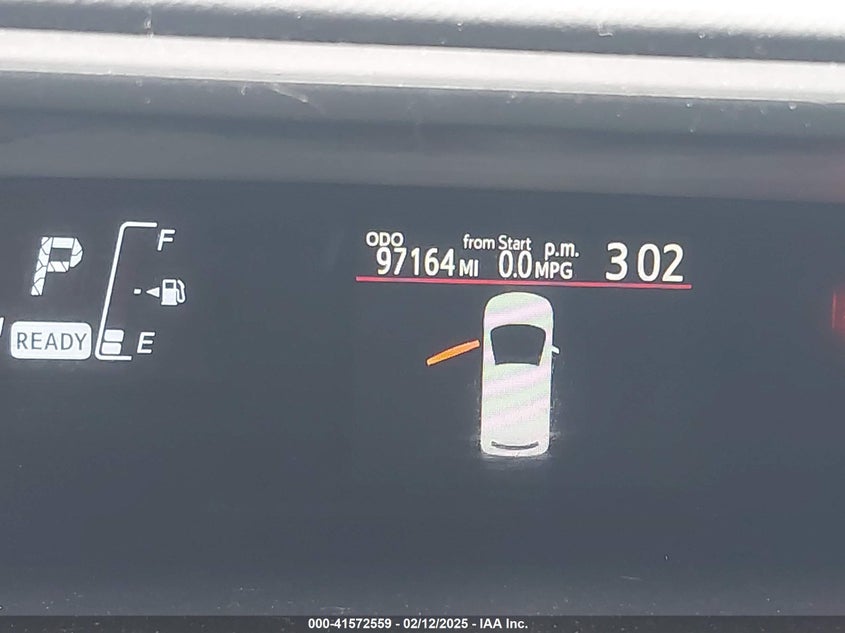 P
F
E
READY
ODO
97164 MI
from Start
0.0 MPG
p.m.
3 02
000-41572559 - 02/12/2025 - IAA Inc.